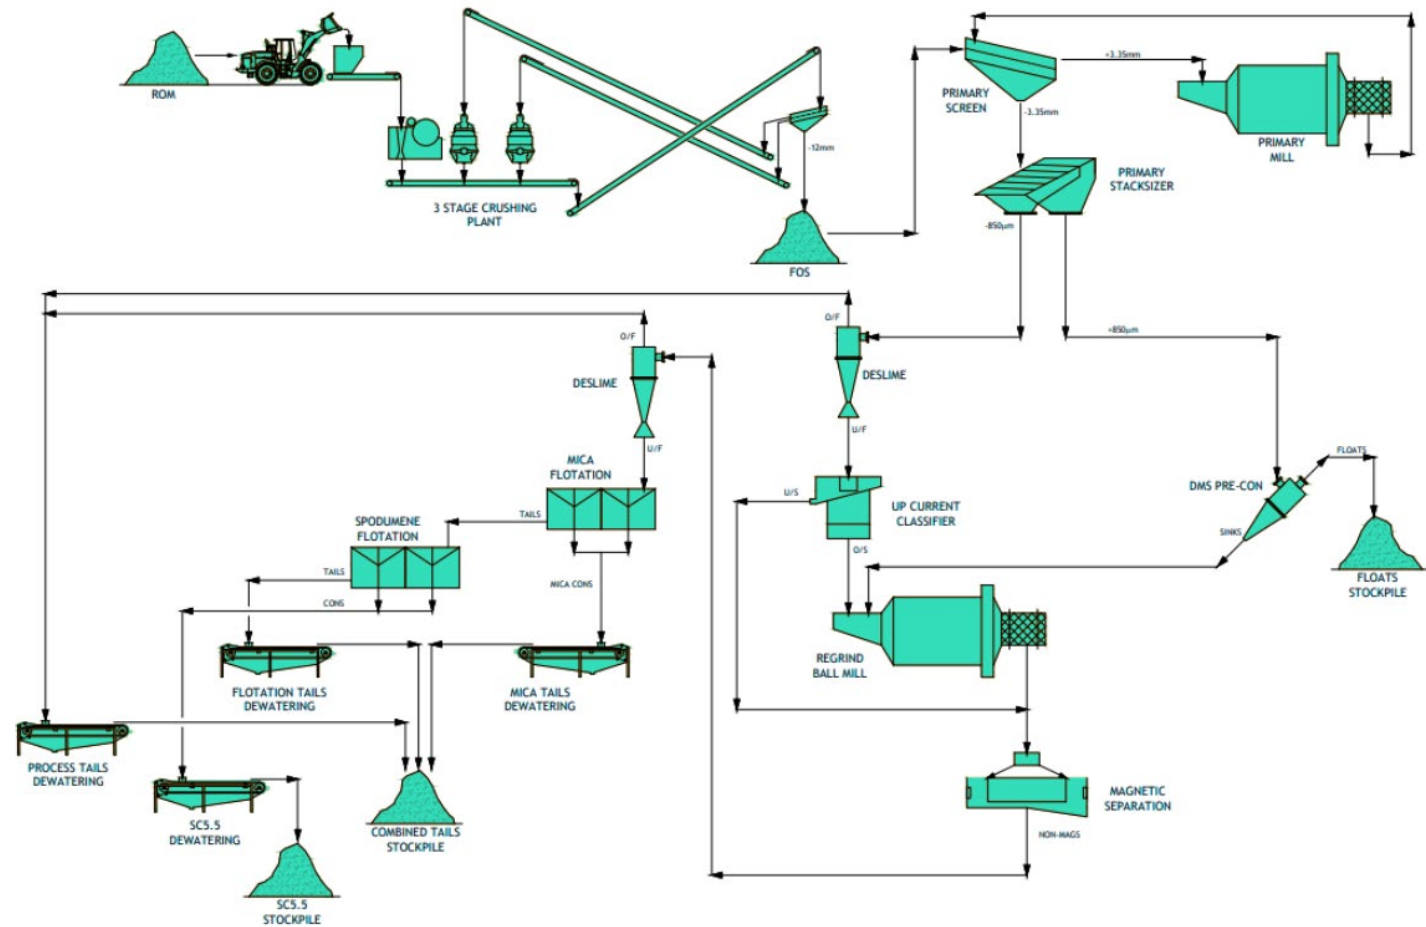 ROM
3 STAGE CRUSHING
PLANT
-12mm
FOS
PRIMARY
SCREEN
+3.35mm
-3.35mm
PRIMARY
MILL
PRIMARY
STACKSIZER
-850µm
+850µm
O/F
DESLIME
U/F
O/F
DESLIME
U/F
MICA
FLOTATION
TAILS
SPODUMENE
FLOTATION
TAILS
CONS
MICA CONS
U/S
UP CURRENT
CLASSIFIER
O/S
DMS PRE-CON
FLOATS
SINKS
FLOATS
STOCKPILE
REGRIND
BALL MILL
FLOTATION TAILS
DEWATERING
MICA TAILS
DEWATERING
PROCESS TAILS
DEWATERING
SC5.5
DEWATERING
COMBINED TAILS
STOCKPILE
MAGNETIC
SEPARATION
NON-MAGS
SC5.5
STOCKPILE